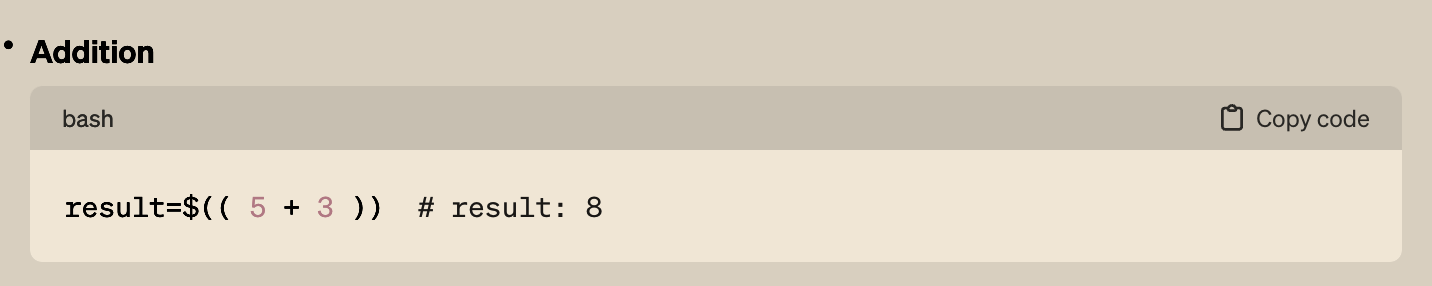 • Addition
bash Copy code
result=$(( 5 + 3 ))  # result: 8